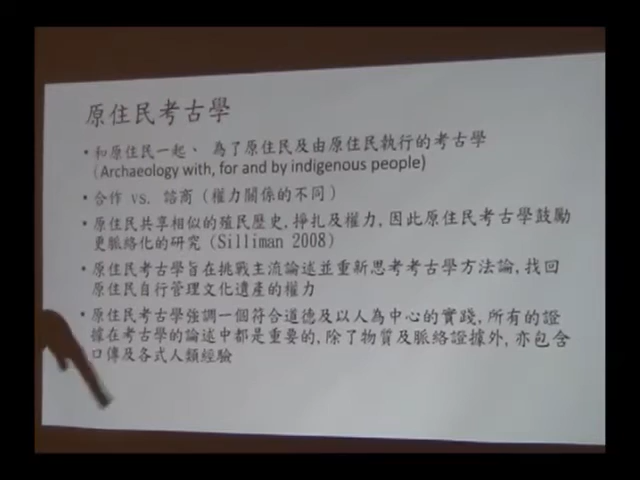 原住民考古學
• 和原住民一起、為了原住民及由原住民執行的考古學
(Archaeology with, for and by indigenous people)
• 合作 vs. 諮商 (權力關係的不同)
• 原住民共享相似的殖民歷史,掙扎及權力,因此原住民考古學鼓勵
更脈絡化的研究 (Silliman 2008)
• 原住民考古學旨在挑戰主流論述並重新思考考古學方法論,找回
原住民自行管理文化遺產的權力
• 原住民考古學強調一個符合道德及以人為中心的實踐,所有的證
據在考古學的論述中都是重要的,除了物質及脈絡證據外,亦包含
口傳及各式人類經驗